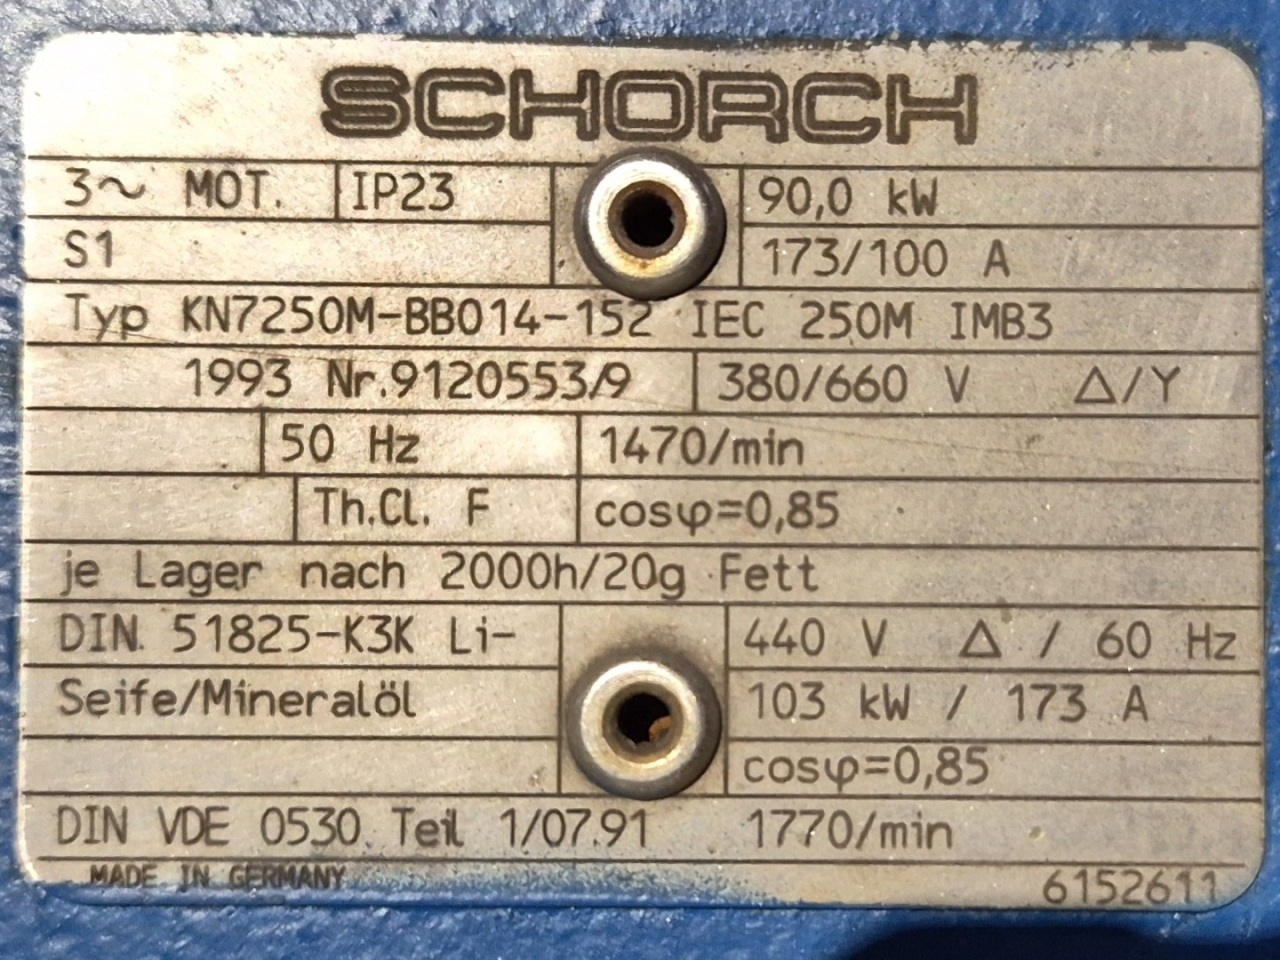 SCHORCH
3~ MOT. IP23 90,0 kW
S1 173/100 A
Typ KN7250M-BB014-152 IEC 250M IMB3
1993 Nr.9120553/9 380/660 V Δ/Y
50 Hz 1470/min
Th.Cl. F cosφ=0,85
je Lager nach 2000h/20g Fett
DIN 51825-K3K Li- 440 V Δ / 60 Hz
Seife/Mineralöl 103 kW / 173 A
cosφ=0,85
DIN VDE 0530 Teil 1/07.91 1770/min
MADE IN GERMANY 6152611